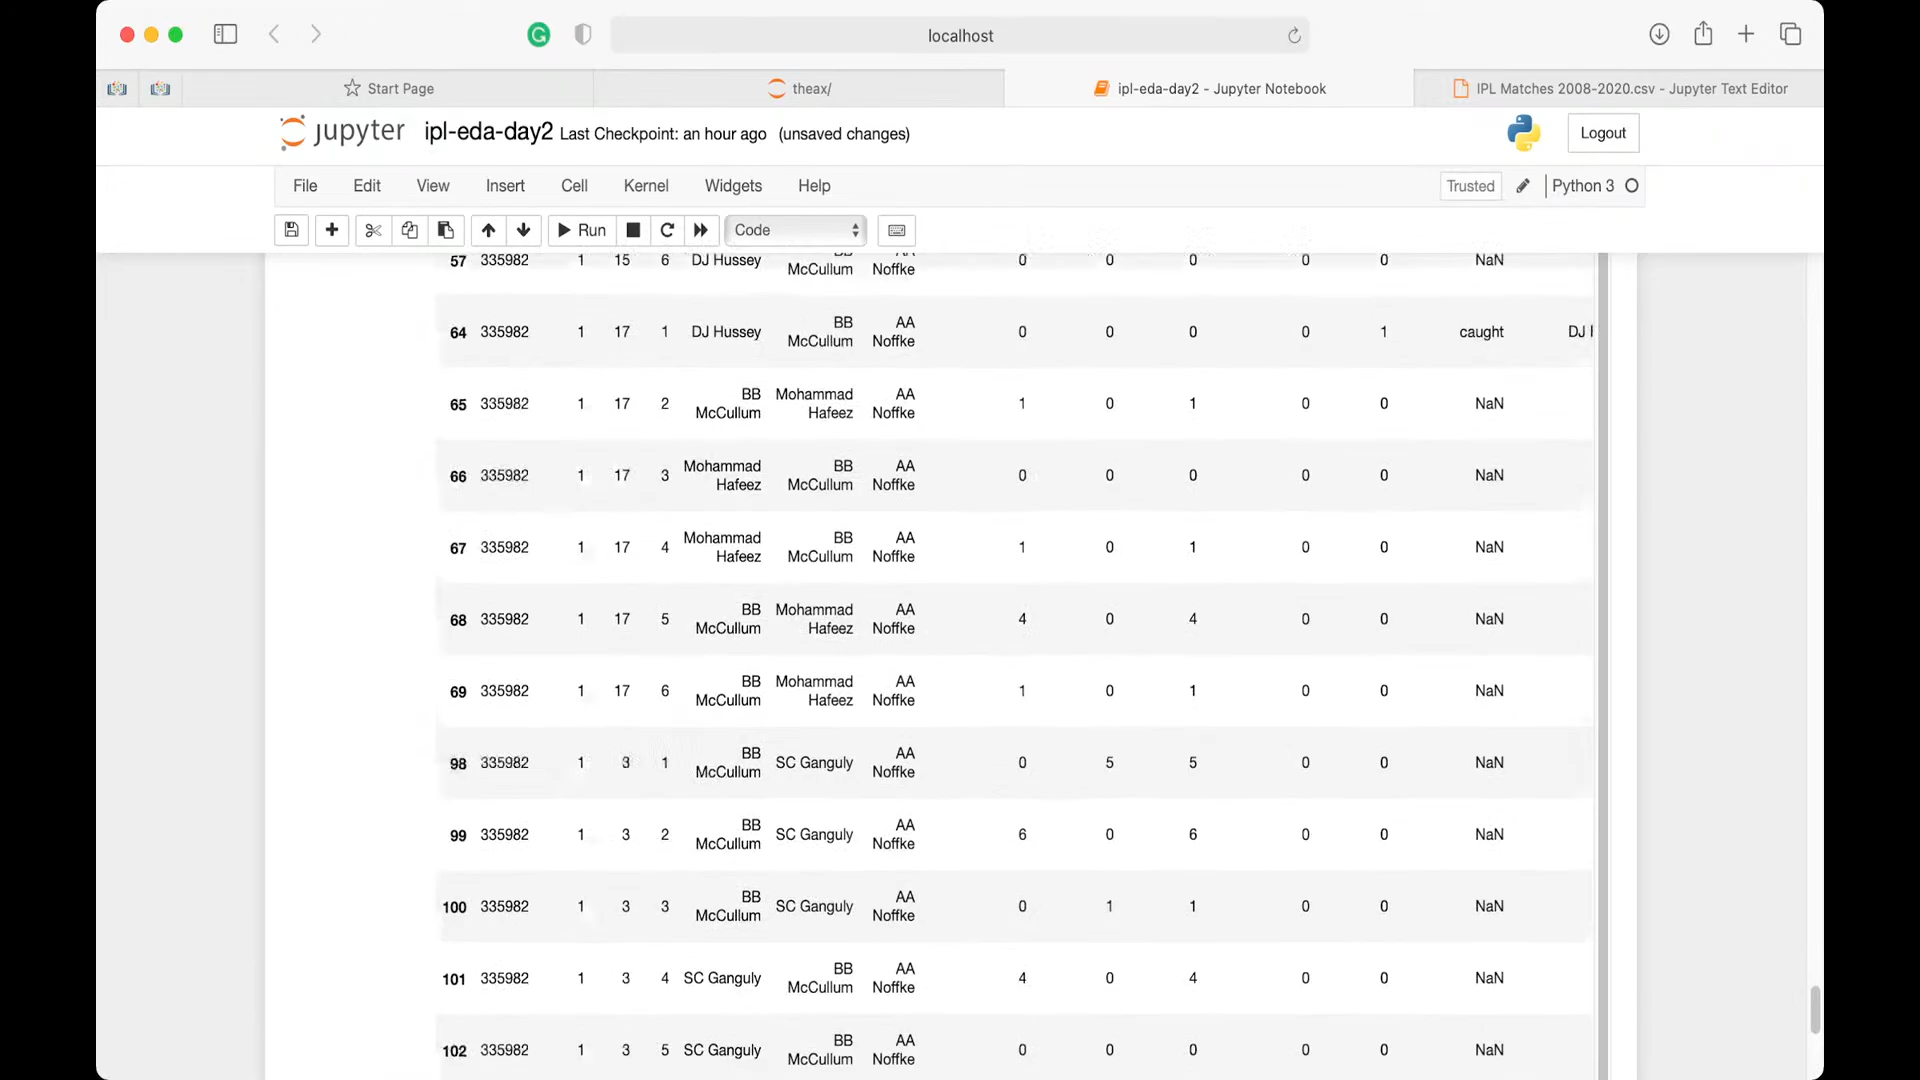 localhost
Start Page
theax/
ipl-eda-day2 - Jupyter Notebook
IPL Matches 2008-2020.csv - Jupyter Text Editor
jupyter ipl-eda-day2 Last Checkpoint: an hour ago (unsaved changes)
Logout
File Edit View Insert Cell Kernel Widgets Help
Trusted Python 3
Run Code
57 335982 1 15 6 DJ Hussey BB McCullum AA Noffke 0 0 0 0 0 NaN
64 335982 1 17 1 DJ Hussey BB McCullum AA Noffke 0 0 0 0 1 caught DJ
65 335982 1 17 2 BB McCullum Mohammad Hafeez AA Noffke 1 0 1 0 0 NaN
66 335982 1 17 3 Mohammad Hafeez BB McCullum AA Noffke 0 0 0 0 0 NaN
67 335982 1 17 4 Mohammad Hafeez BB McCullum AA Noffke 1 0 1 0 0 NaN
68 335982 1 17 5 BB McCullum Mohammad Hafeez AA Noffke 4 0 4 0 0 NaN
69 335982 1 17 6 BB McCullum Mohammad Hafeez AA Noffke 1 0 1 0 0 NaN
98 335982 1 3 1 BB McCullum SC Ganguly AA Noffke 0 5 5 0 0 NaN
99 335982 1 3 2 BB McCullum SC Ganguly AA Noffke 6 0 6 0 0 NaN
100 335982 1 3 3 BB McCullum SC Ganguly AA Noffke 0 1 1 0 0 NaN
101 335982 1 3 4 SC Ganguly BB McCullum AA Noffke 4 0 4 0 0 NaN
102 335982 1 3 5 SC Ganguly BB McCullum AA Noffke 0 0 0 0 0 NaN